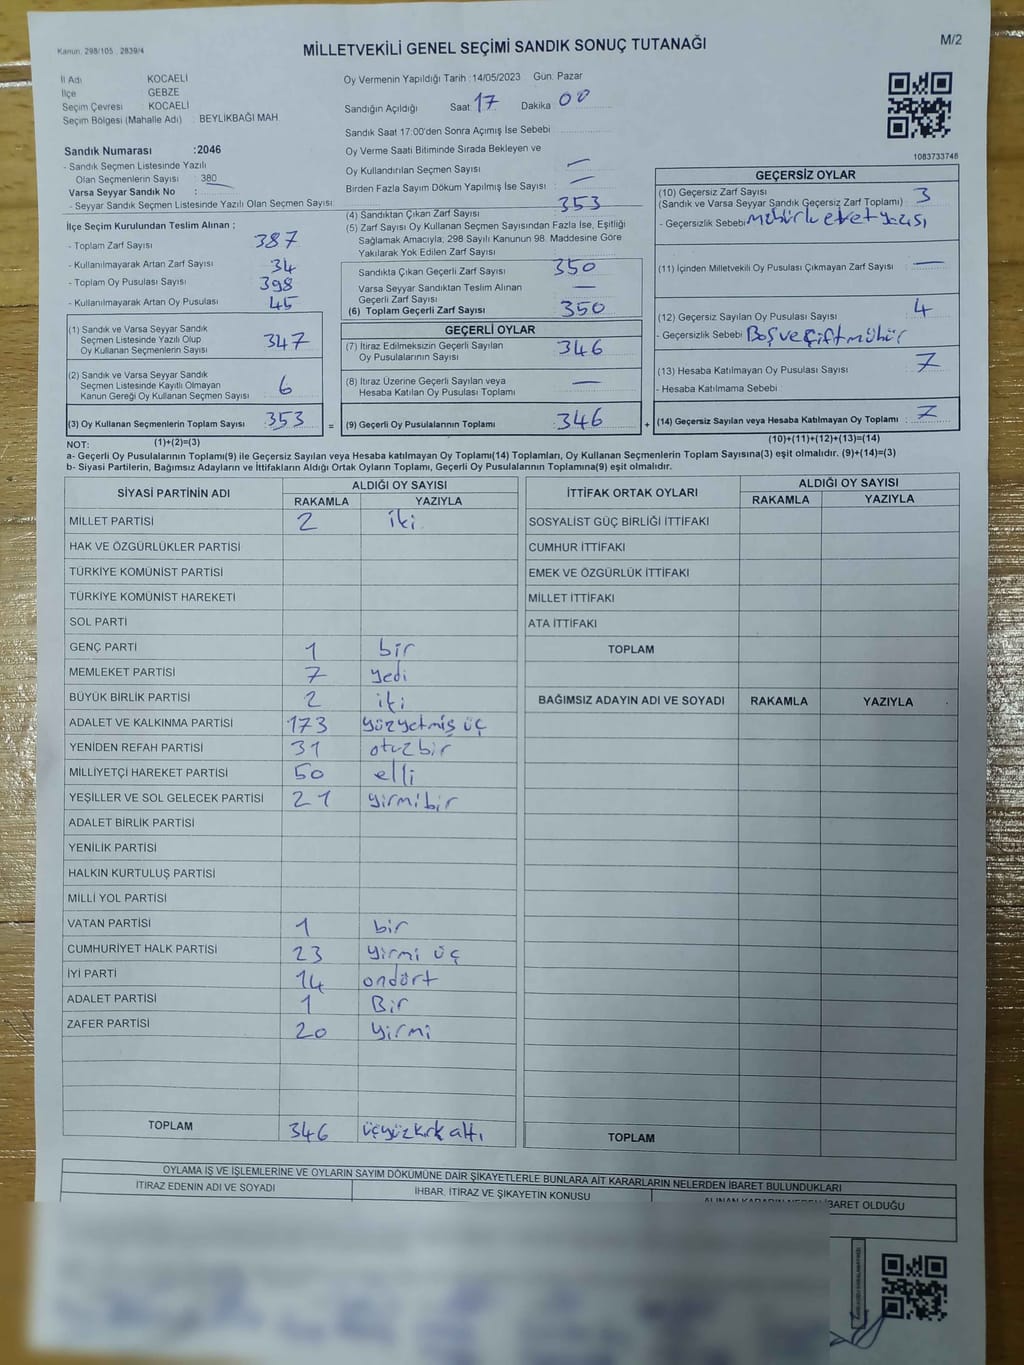 Kanun: 298/105 , 2839/4
MİLLETVEKİLİ GENEL SEÇİMİ SANDIK SONUÇ TUTANAĞI
M/2
İl Adı : KOCAELİ
İlçe : GEBZE
Seçim Çevresi : KOCAELİ
Seçim Bölgesi (Mahalle Adı) : BEYLİKBAĞI MAH.
Sandık Numarası :2046
- Sandık Seçmen Listesinde Yazılı
Olan Seçmenlerin Sayısı : 380
Varsa Seyyar Sandık No :
- Seyyar Sandık Seçmen Listesinde Yazılı Olan Seçmen Sayısı:
Oy Vermenin Yapıldığı Tarih :14/05/2023 Gün: Pazar
Sandığın Açıldığı Saat: 17 Dakika: 00
Sandık Saat 17:00'den Sonra Açımış İse Sebebi
Oy Verme Saati Bitiminde Sırada Bekleyen ve
Oy Kullandırılan Seçmen Sayısı : —
Birden Fazla Sayım Döküm Yapılmış İse Sayısı : —
1083733748
İlçe Seçim Kurulundan Teslim Alınan ;
- Toplam Zarf Sayısı : 387
- Kullanılmayarak Artan Zarf Sayısı : 34
- Toplam Oy Pusulası Sayısı : 398
- Kullanılmayarak Artan Oy Pusulası : 45
(1) Sandık ve Varsa Seyyar Sandık
Seçmen Listesinde Yazılı Olup
Oy Kullanan Seçmenlerin Sayısı : 347
(2) Sandık ve Varsa Seyyar Sandık
Seçmen Listesinde Kayıtlı Olmayan
Kanun Gereği Oy Kullanan Seçmen Sayısı : 6
(3) Oy Kullanan Seçmenlerin Toplam Sayısı : 353
(4) Sandıktan Çıkan Zarf Sayısı : 353
(5) Zarf Sayısı Oy Kullanan Seçmen Sayısından Fazla İse, Eşitliği
Sağlamak Amacıyla; 298 Sayılı Kanunun 98. Maddesine Göre
Yakılarak Yok Edilen Zarf Sayısı :
Sandıkta Çıkan Geçerli Zarf Sayısı : 350
Varsa Seyyar Sandıktan Teslim Alınan
Geçerli Zarf Sayısı : —
(6) Toplam Geçerli Zarf Sayısı : 350
GEÇERLİ OYLAR
(7) İtiraz Edilmeksizin Geçerli Sayılan
Oy Pusulalarının Sayısı : 346
(8) İtiraz Üzerine Geçerli Sayılan veya
Hesaba Katılan Oy Pusulası Toplamı : —
= (9) Geçerli Oy Pusulalarının Toplamı : 346
GEÇERSİZ OYLAR
(10) Geçersiz Zarf Sayısı
(Sandık ve Varsa Seyyar Sandık Geçersiz Zarf Toplamı) : 3
- Geçersizlik Sebebi
(11) İçinden Milletvekili Oy Pusulası Çıkmayan Zarf Sayısı : —
(12) Geçersiz Sayılan Oy Pusulası Sayısı : 4
- Geçersizlik Sebebi Boş ve Çift mühür
(13) Hesaba Katılmayan Oy Pusulası Sayısı : 7
- Hesaba Katılmama Sebebi
+ (14) Geçersiz Sayılan veya Hesaba Katılmayan Oy Toplamı : 7
NOT: (1)+(2)=(3)
(10)+(11)+(12)+(13)=(14)
a- Geçerli Oy Pusulalarının Toplamı(9) ile Geçersiz Sayılan veya Hesaba katılmayan Oy Toplamı(14) Toplamları, Oy Kullanan Seçmenlerin Toplam Sayısına(3) eşit olmalıdır. (9)+(14)=(3)
b- Siyasi Partilerin, Bağımsız Adayların ve İttifakların Aldığı Ortak Oyların Toplamı, Geçerli Oy Pusulalarının Toplamına(9) eşit olmalıdır.
SİYASİ PARTİNİN ADI ALDIĞI OY SAYISI
RAKAMLA YAZIYLA
MİLLET PARTİSİ 2 iki
HAK VE ÖZGÜRLÜKLER PARTİSİ
TÜRKİYE KOMÜNİST PARTİSİ
TÜRKİYE KOMÜNİST HAREKETİ
SOL PARTİ
GENÇ PARTİ 1 bir
MEMLEKET PARTİSİ 7 yedi
BÜYÜK BİRLİK PARTİSİ 2 iki
ADALET VE KALKINMA PARTİSİ 173 yüzyetmiş üç
YENİDEN REFAH PARTİSİ 31 otuzbir
MİLLİYETÇİ HAREKET PARTİSİ 50 elli
YEŞİLLER VE SOL GELECEK PARTİSİ 21 yirmibir
ADALET BİRLİK PARTİSİ
YENİLİK PARTİSİ
HALKIN KURTULUŞ PARTİSİ
MİLLİ YOL PARTİSİ
VATAN PARTİSİ 1 bir
CUMHURİYET HALK PARTİSİ 23 yirmi üç
İYİ PARTİ 14 ondört
ADALET PARTİSİ 1 Bir
ZAFER PARTİSİ 20 yirmi
TOPLAM 346 üçyüzkırkaltı
İTTİFAK ORTAK OYLARI ALDIĞI OY SAYISI
RAKAMLA YAZIYLA
SOSYALİST GÜÇ BİRLİĞİ İTTİFAKI
CUMHUR İTTİFAKI
EMEK VE ÖZGÜRLÜK İTTİFAKI
MİLLET İTTİFAKI
ATA İTTİFAKI
TOPLAM
BAĞIMSIZ ADAYIN ADI VE SOYADI RAKAMLA YAZIYLA
TOPLAM
OYLAMA İŞ VE İŞLEMLERİNE VE OYLARIN SAYIM DÖKÜMÜNE DAİR ŞİKAYETLERLE BUNLARA AİT KARARLARIN NELERDEN İBARET BULUNDUKLARI
İTİRAZ EDENİN ADI VE SOYADI
İHBAR, İTİRAZ VE ŞİKAYETİN KONUSU
ALINAN KARARIN NEDEN İBARET OLDUĞU